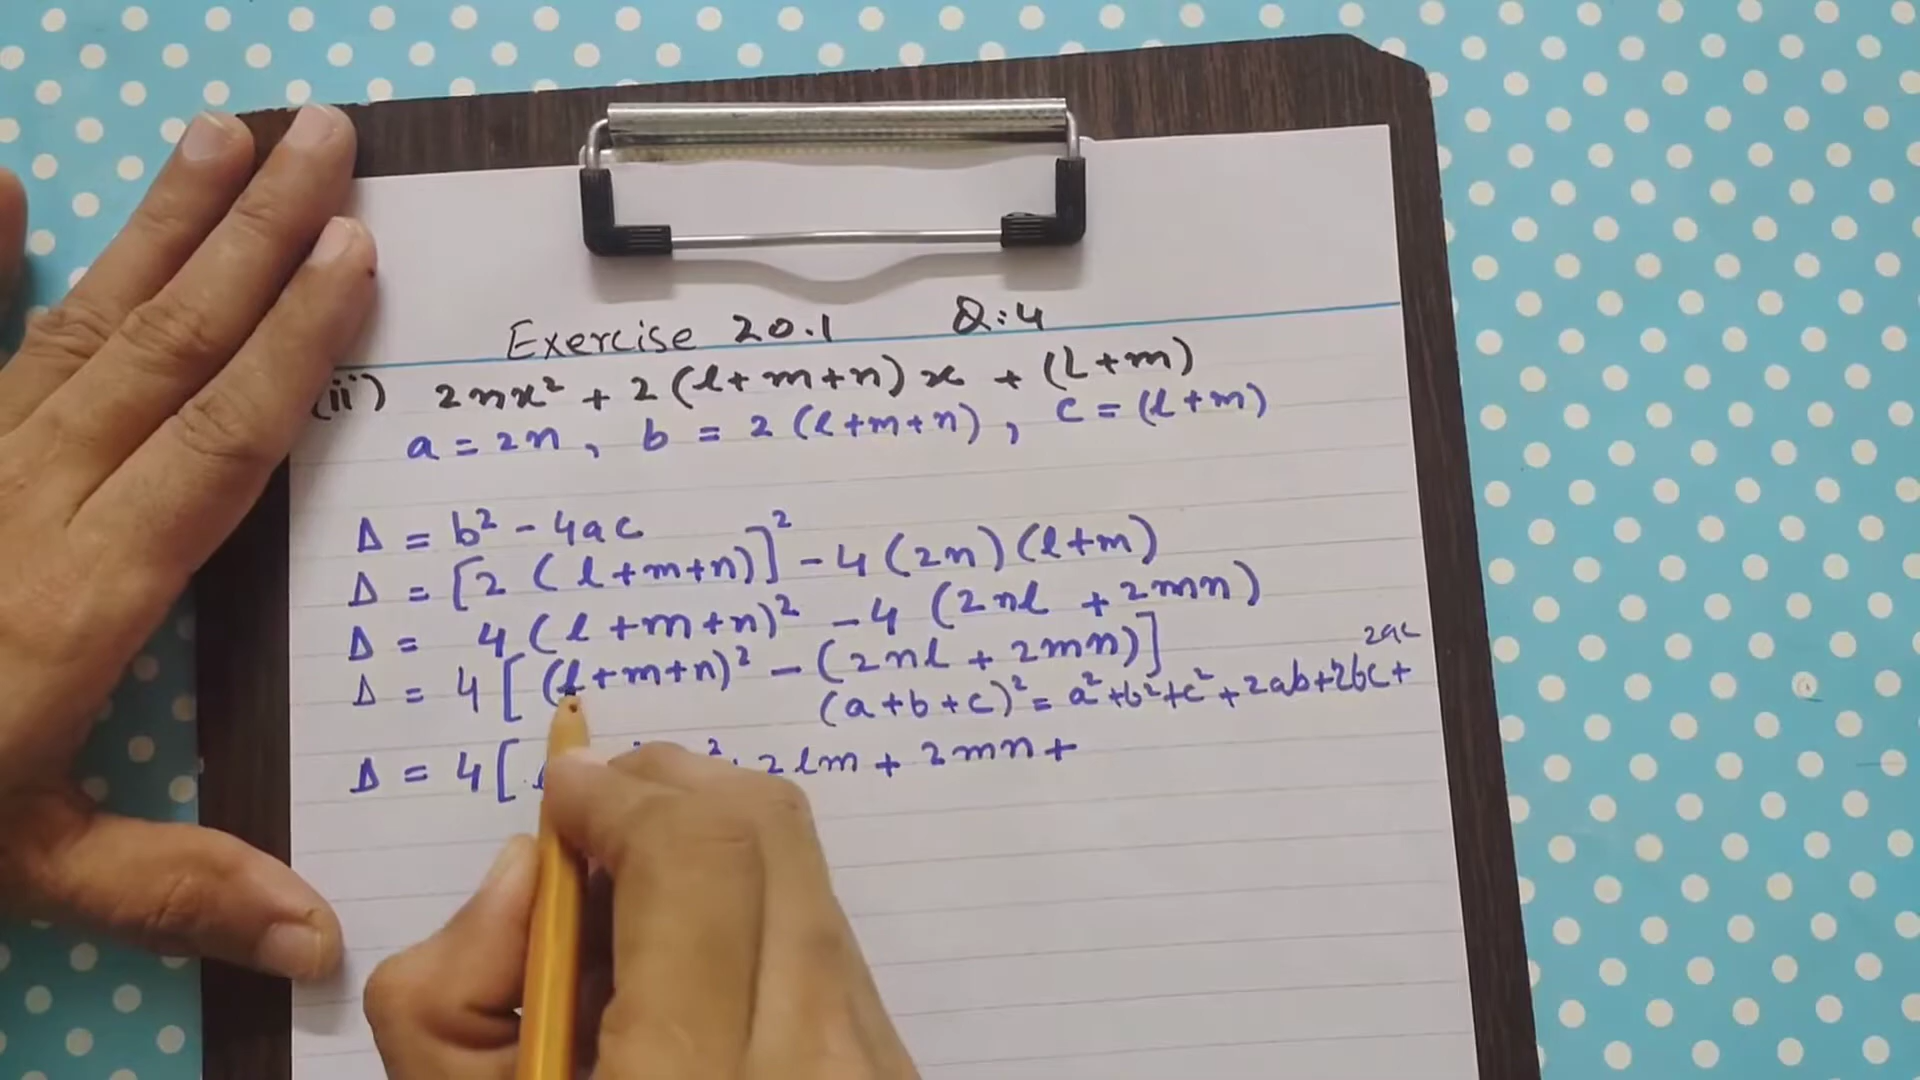 Exercise 20.1 Q:4
(ii) 2nx² + 2(l+m+n)x + (l+m)
a = 2n, b = 2(l+m+n), c = (l+m)
Δ = b² - 4ac
Δ = [2(l+m+n)]² - 4(2n)(l+m)
Δ = 4(l+m+n)² - 4(2nl + 2mn)
Δ = 4[(l+m+n)² - (2nl + 2mn)]
(a+b+c)² = a²+b²+c²+2ab+2bc+ 2ac
Δ = 4[ ² + 2lm + 2mn +